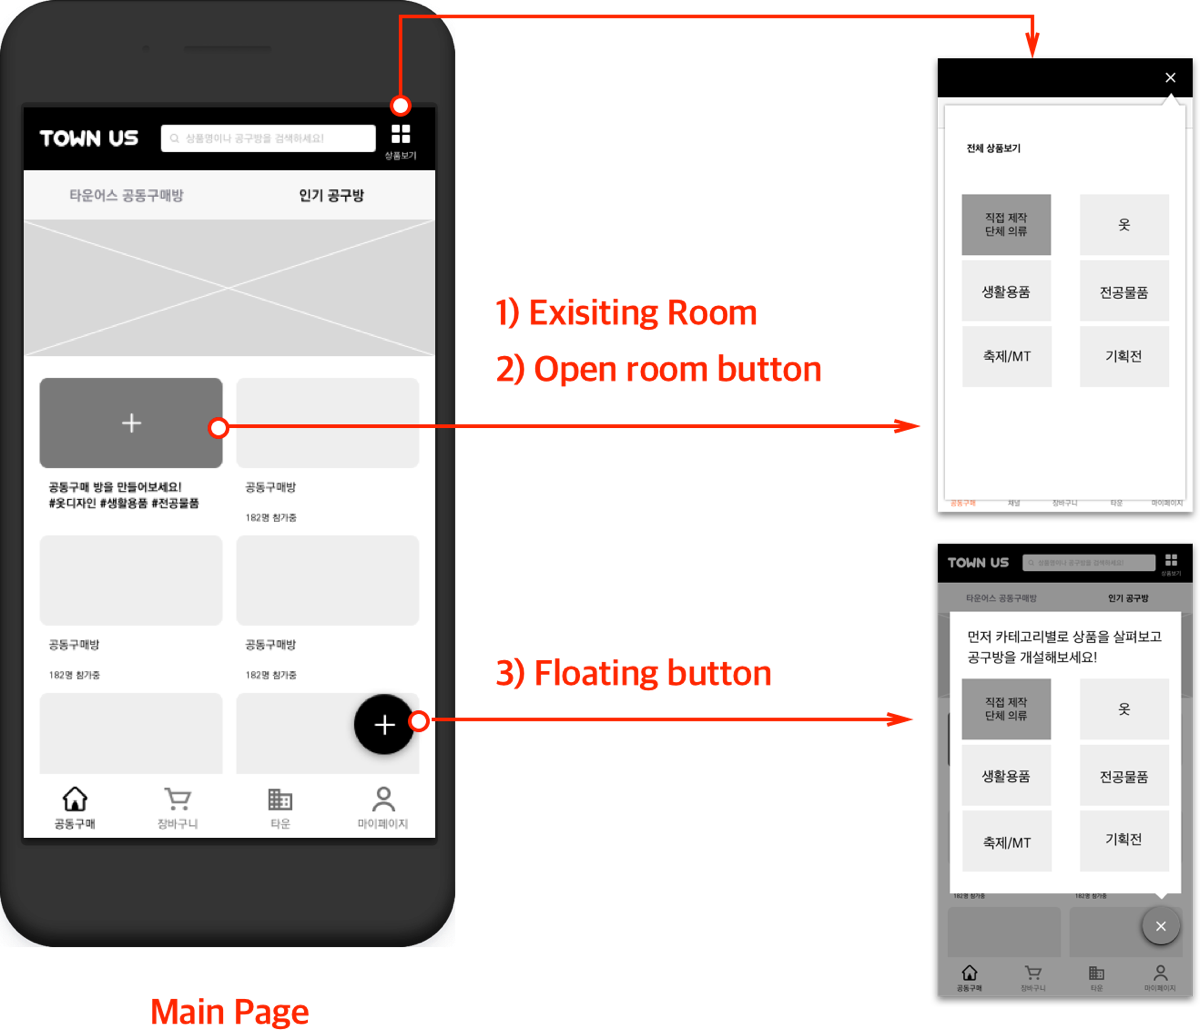 TOWN US
상품명이나 공구방을 검색하세요!
상품보기
타운어스 공동구매방
인기 공구방
공동구매 방을 만들어보세요!
#옷디자인 #생활용품 #전공물품
공동구매방
182명 참가중
공동구매방
182명 참가중
공동구매방
182명 참가중
공동구매
장바구니
타운
마이페이지
Main Page
1) Exisiting Room
2) Open room button
3) Floating button
전체 상품보기
직접 제작
단체 의류
옷
생활용품
전공물품
축제/MT
기획전
공동구매
채널
장바구니
타운
마이페이지
TOWN US
상품명이나 공구방을 검색하세요!
상품보기
타운어스 공동구매방
인기 공구방
먼저 카테고리별로 상품을 살펴보고
공구방을 개설해보세요!
직접 제작
단체 의류
옷
생활용품
전공물품
축제/MT
기획전
182명 참가중
182명 참가중
공동구매
장바구니
타운
마이페이지